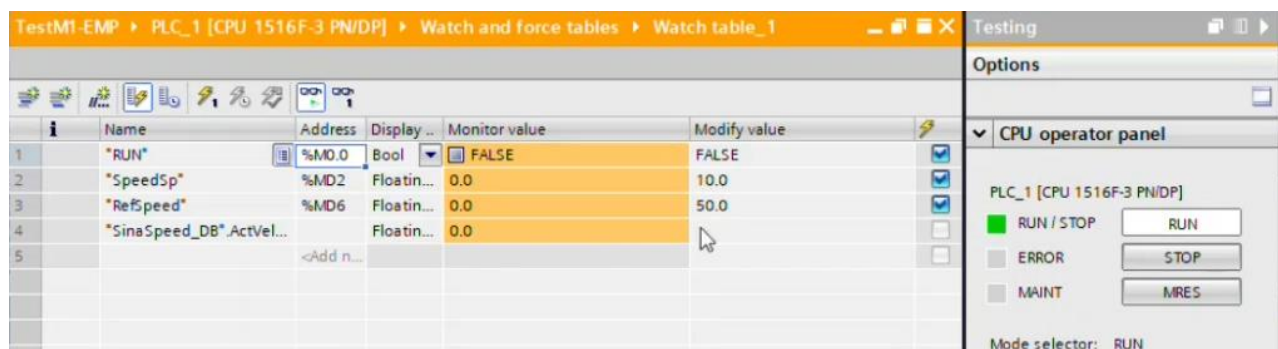 TestM1-EMP ▸ PLC_1 [CPU 1516F-3 PN/DP] ▸ Watch and force tables ▸ Watch table_1
Testing
Options
i Name Address Display .. Monitor value Modify value
1 "RUN" %M0.0 Bool FALSE FALSE
2 "SpeedSp" %MD2 Floatin... 0.0 10.0
3 "RefSpeed" %MD6 Floatin... 0.0 50.0
4 "SinaSpeed_DB".ActVel... Floatin... 0.0
5 <Add n...
CPU operator panel
PLC_1 [CPU 1516F-3 PN/DP]
RUN / STOP RUN
ERROR STOP
MAINT MRES
Mode selector: RUN